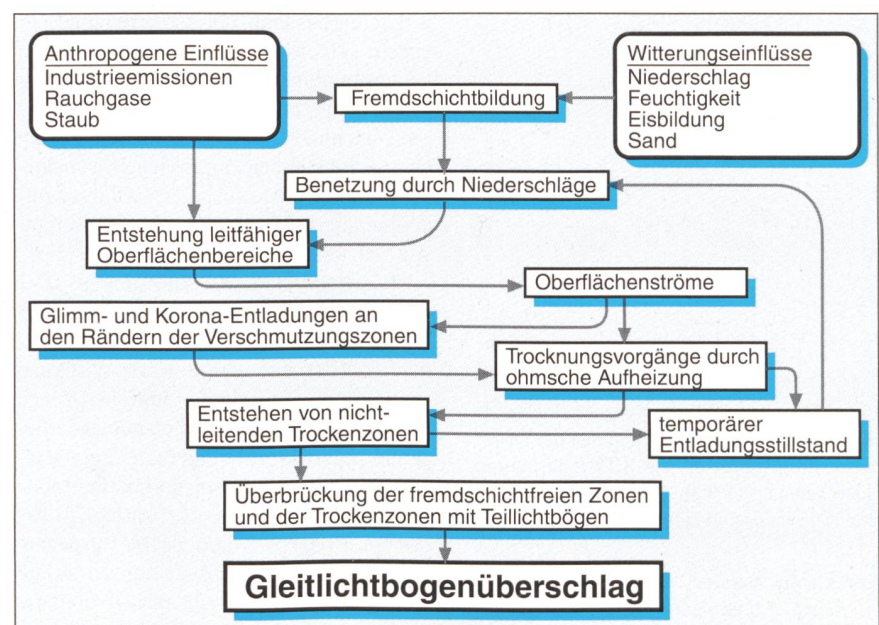 Anthropogene Einflüsse
Industrieemissionen
Rauchgase
Staub
Witterungseinflüsse
Niederschlag
Feuchtigkeit
Eisbildung
Sand
Fremdschichtbildung
Benetzung durch Niederschläge
Entstehung leitfähiger
Oberflächenbereiche
Oberflächenströme
Glimm- und Korona-Entladungen an
den Rändern der Verschmutzungszonen
Trocknungsvorgänge durch
ohmsche Aufheizung
Entstehen von nicht-
leitenden Trockenzonen
temporärer
Entladungsstillstand
Überbrückung der fremdschichtfreien Zonen
und der Trockenzonen mit Teillichtbögen
Gleitlichtbogenüberschlag